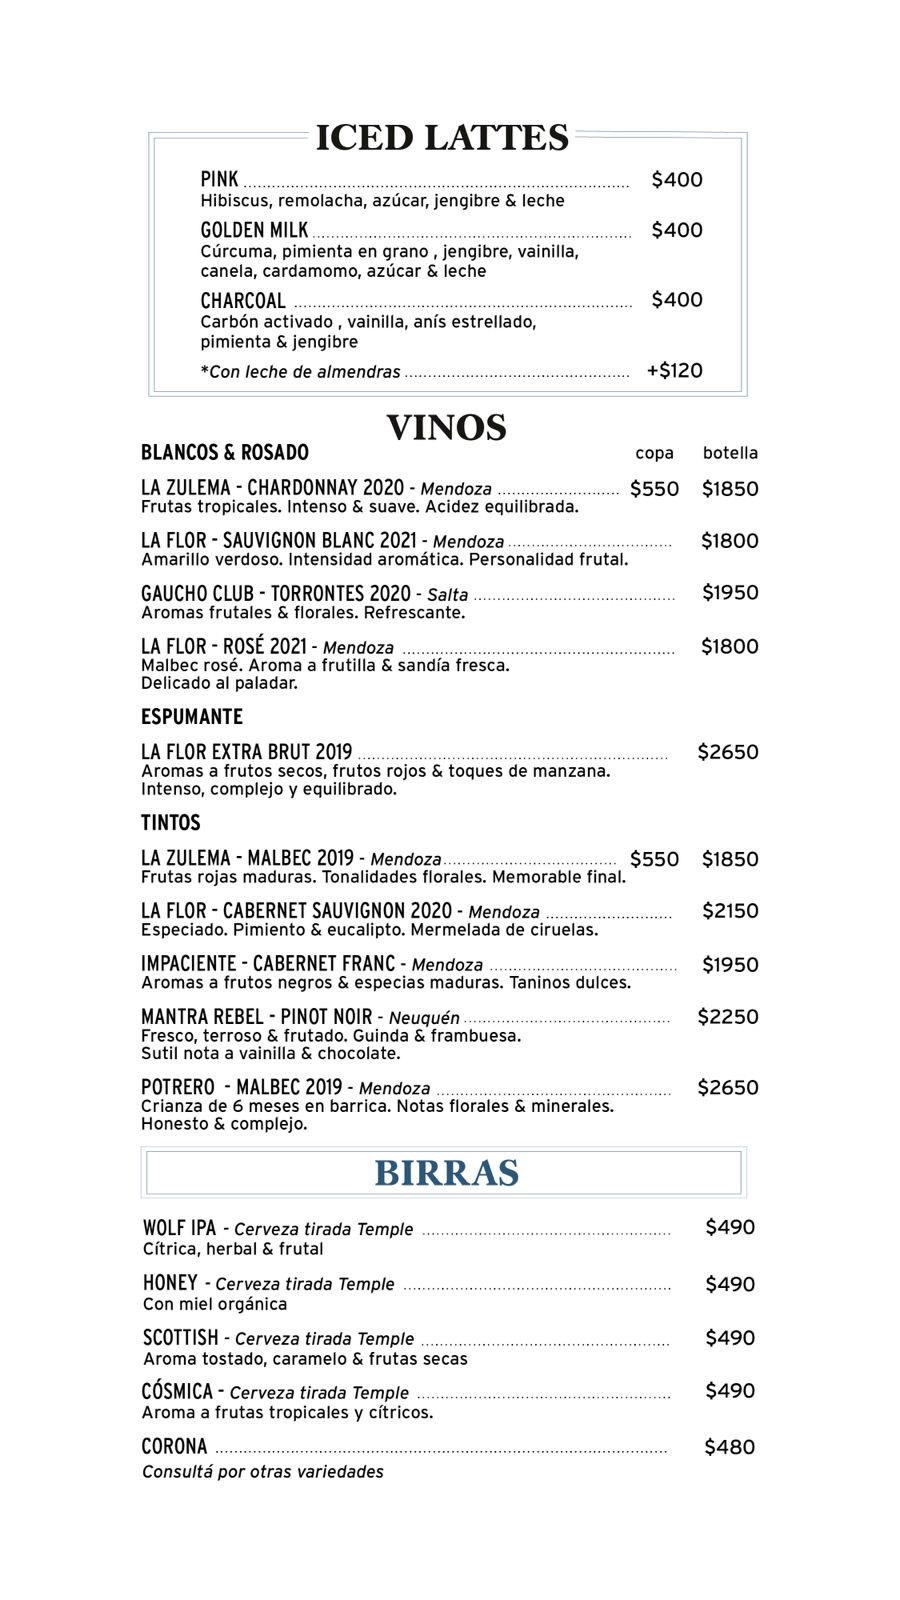 ICED LATTES
PINK ........ $400
Hibiscus, remolacha, azúcar, jengibre & leche
GOLDEN MILK ........ $400
Cúrcuma, pimienta en grano , jengibre, vainilla,
canela, cardamomo, azúcar & leche
CHARCOAL ........ $400
Carbón activado , vainilla, anís estrellado,
pimienta & jengibre
*Con leche de almendras ........ +$120
VINOS
BLANCOS & ROSADO copa botella
LA ZULEMA - CHARDONNAY 2020 - Mendoza ........ $550 $1850
Frutas tropicales. Intenso & suave. Acidez equilibrada.
LA FLOR - SAUVIGNON BLANC 2021 - Mendoza ........ $1800
Amarillo verdoso. Intensidad aromática. Personalidad frutal.
GAUCHO CLUB - TORRONTES 2020 - Salta ........ $1950
Aromas frutales & florales. Refrescante.
LA FLOR - ROSÉ 2021 - Mendoza ........ $1800
Malbec rosé. Aroma a frutilla & sandía fresca.
Delicado al paladar.
ESPUMANTE
LA FLOR EXTRA BRUT 2019 ........ $2650
Aromas a frutos secos, frutos rojos & toques de manzana.
Intenso, complejo y equilibrado.
TINTOS
LA ZULEMA - MALBEC 2019 - Mendoza ........ $550 $1850
Frutas rojas maduras. Tonalidades florales. Memorable final.
LA FLOR - CABERNET SAUVIGNON 2020 - Mendoza ........ $2150
Especiado. Pimiento & eucalipto. Mermelada de ciruelas.
IMPACIENTE - CABERNET FRANC - Mendoza ........ $1950
Aromas a frutos negros & especias maduras. Taninos dulces.
MANTRA REBEL - PINOT NOIR - Neuquén ........ $2250
Fresco, terroso & frutado. Guinda & frambuesa.
Sutil nota a vainilla & chocolate.
POTRERO - MALBEC 2019 - Mendoza ........ $2650
Crianza de 6 meses en barrica. Notas florales & minerales.
Honesto & complejo.
BIRRAS
WOLF IPA - Cerveza tirada Temple ........ $490
Cítrica, herbal & frutal
HONEY - Cerveza tirada Temple ........ $490
Con miel orgánica
SCOTTISH - Cerveza tirada Temple ........ $490
Aroma tostado, caramelo & frutas secas
CÓSMICA - Cerveza tirada Temple ........ $490
Aroma a frutas tropicales y cítricos.
CORONA ........ $480
Consultá por otras variedades